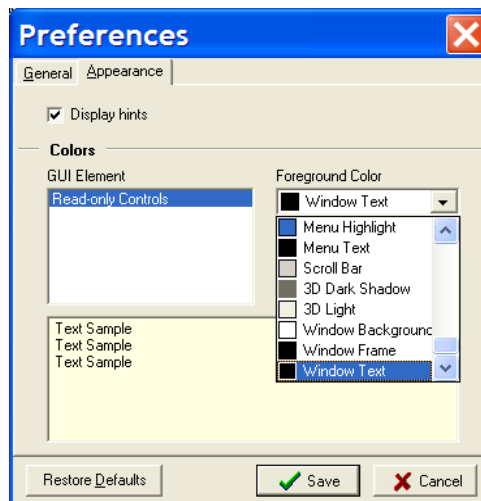 Preferences
General Appearance
Display hints
Colors
GUI Element Foreground Color
Read-only Controls Window Text
Menu Highlight
Menu Text
Scroll Bar
3D Dark Shadow
3D Light
Window Background
Window Frame
Window Text
Text Sample
Text Sample
Text Sample
Restore Defaults Save Cancel